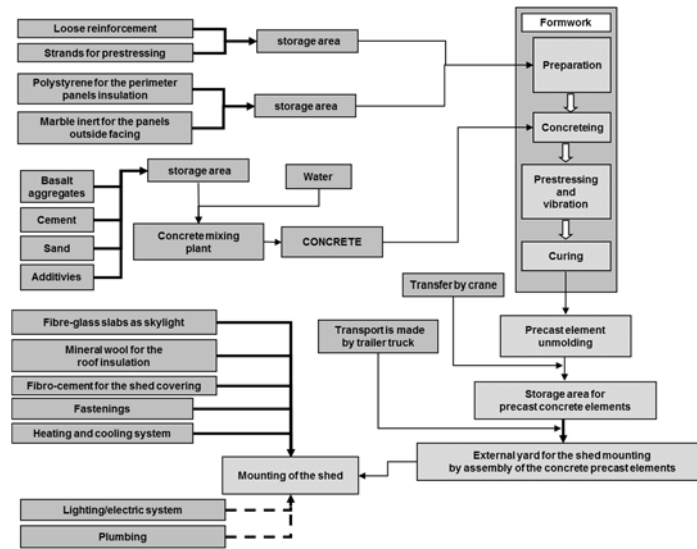 Loose reinforcement
Strands for prestressing
storage area
Polystyrene for the perimeter
panels insulation
Marble inert for the panels
outside facing
storage area
Formwork
Preparation
Concreteing
Prestressing
and
vibration
Curing
Basalt
aggregates
Cement
Sand
Additivies
storage area
Water
Concrete mixing
plant
CONCRETE
Transfer by crane
Transport is made
by trailer truck
Precast element
unmolding
Storage area for
precast concrete elements
External yard for the shed mounting
by assembly of the concrete precast elements
Fibre-glass slabs as skylight
Mineral wool for the
roof insulation
Fibro-cement for the shed covering
Fastenings
Heating and cooling system
Mounting of the shed
Lighting/electric system
Plumbing